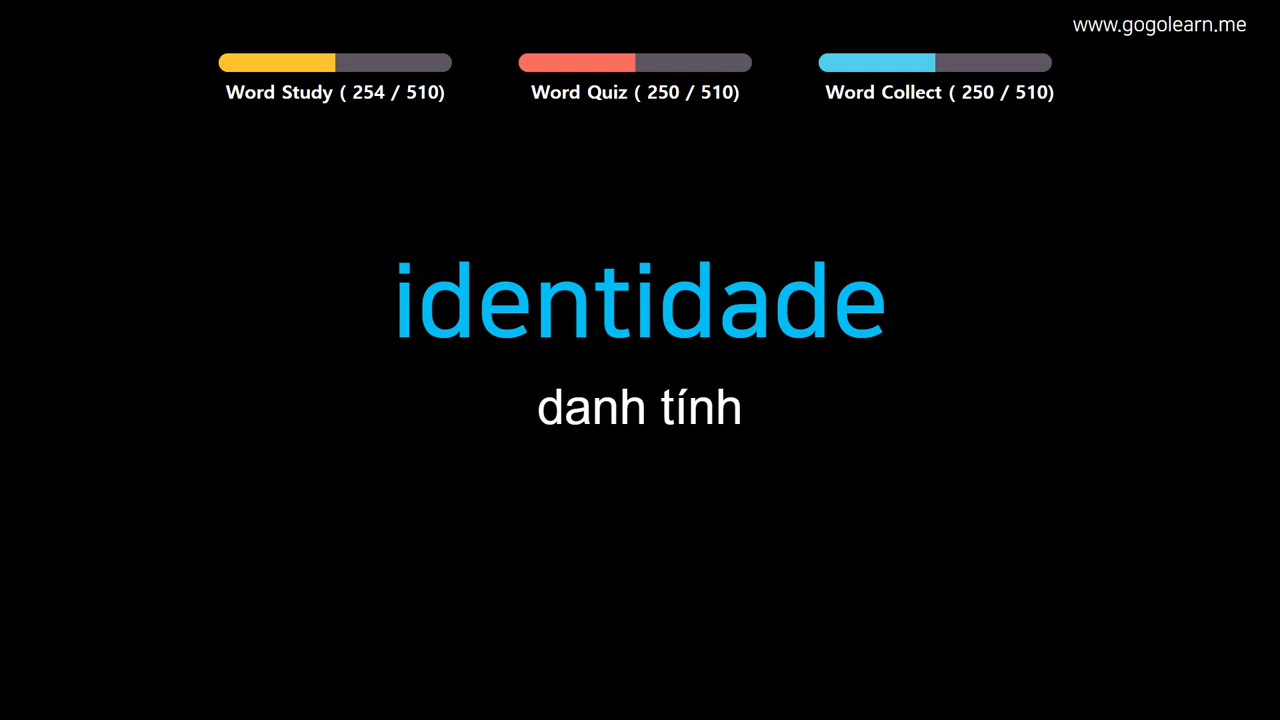 www.gogolearn.me
Word Study ( 254 / 510)
Word Quiz ( 250 / 510)
Word Collect ( 250 / 510)
identidade
danh tính